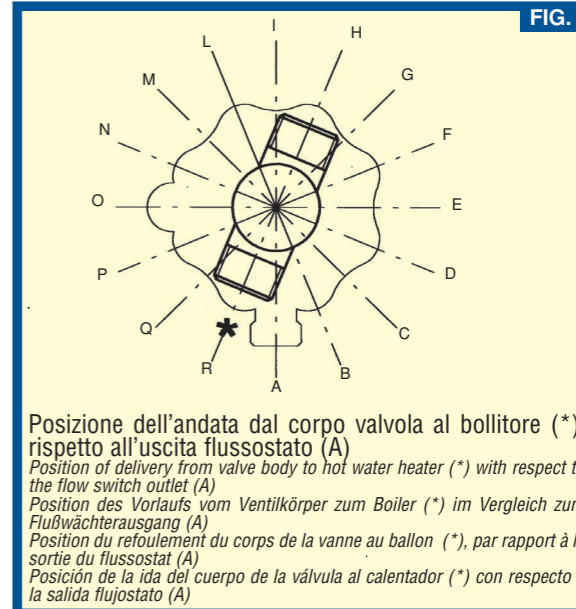 FIG.
I
L
H
M
G
N
F
O
E
P
D
Q
C
*
R
B
A
Posizione dell'andata dal corpo valvola al bollitore (*)
rispetto all'uscita flussostato (A)
Position of delivery from valve body to hot water heater (*) with respect t
the flow switch outlet (A)
Position des Vorlaufs vom Ventilkörper zum Boiler (*) im Vergleich zur
Flußwächterausgang (A)
Position du refoulement du corps de la vanne au ballon (*), par rapport à l
sortie du flussostat (A)
Posición de la ida del cuerpo de la válvula al calentador (*) con respecto
la salida flujostato (A)